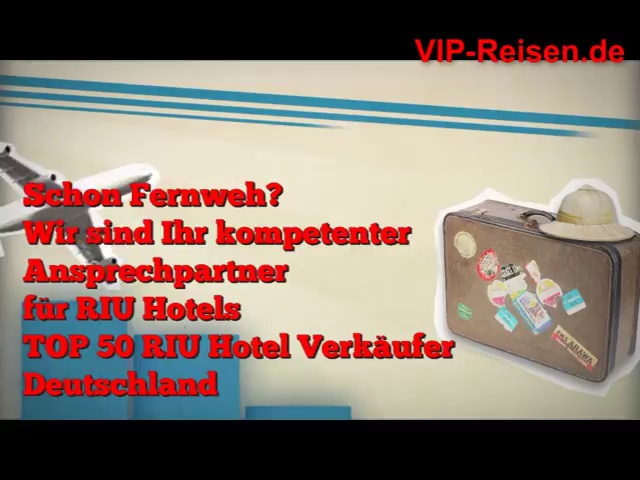 VIP-Reisen.de
Schon Fernweh?
Wir sind Ihr kompetenter
Ansprechpartner
für RIU Hotels
TOP 50 RIU Hotel Verkäufer
Deutschland